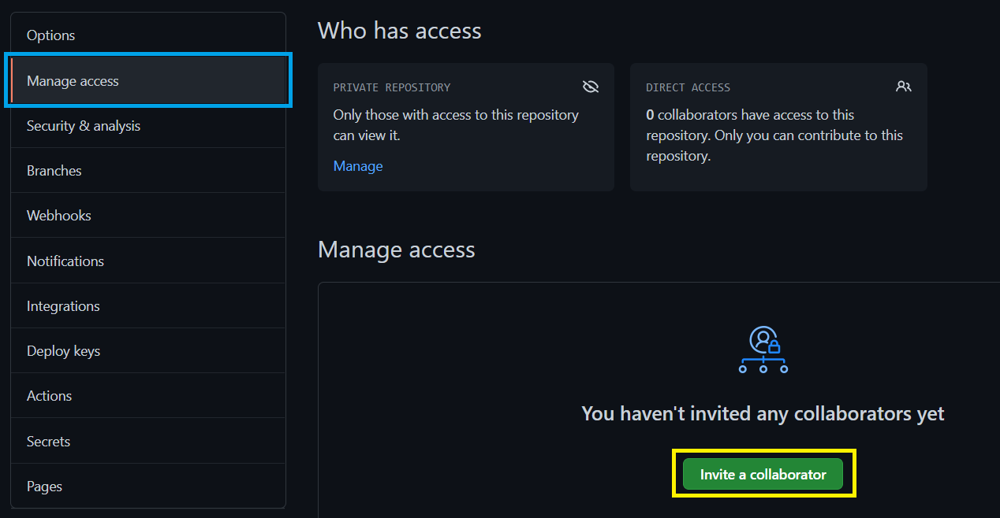 Options
Manage access
Security & analysis
Branches
Webhooks
Notifications
Integrations
Deploy keys
Actions
Secrets
Pages
Who has access
PRIVATE REPOSITORY
Only those with access to this repository
can view it.
Manage
DIRECT ACCESS
0 collaborators have access to this
repository. Only you can contribute to this
repository.
Manage access
You haven't invited any collaborators yet
Invite a collaborator